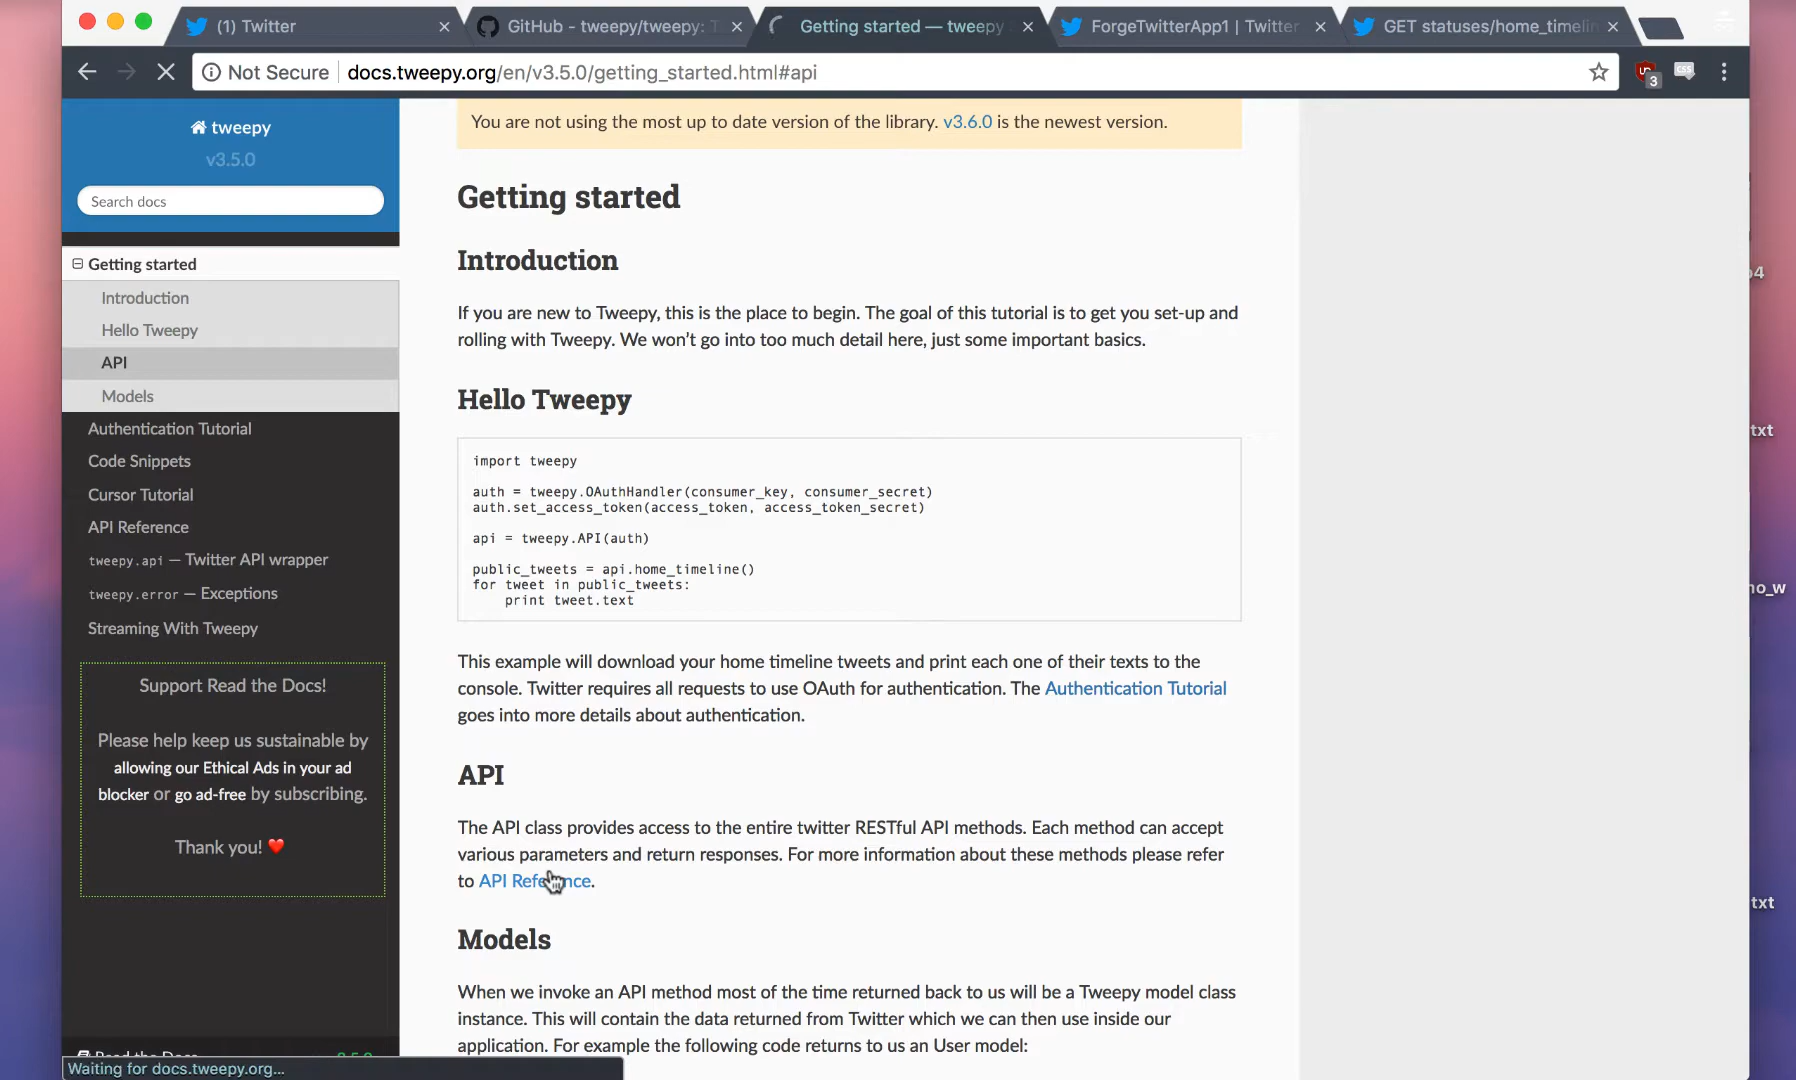 (1) Twitter
GitHub - tweepy/tweepy: T
Getting started — tweepy
ForgeTwitterApp1 | Twitter
GET statuses/home_timelin
Not Secure
docs.tweepy.org/en/v3.5.0/getting_started.html#api
3
css
tweepy
v3.5.0
Search docs
Getting started
Introduction
Hello Tweepy
API
Models
Authentication Tutorial
Code Snippets
Cursor Tutorial
API Reference
tweepy.api — Twitter API wrapper
tweepy.error — Exceptions
Streaming With Tweepy
Support Read the Docs!
Please help keep us sustainable by
allowing our Ethical Ads in your ad
blocker or go ad-free by subscribing.
Thank you!
Read the Docs
Waiting for docs.tweepy.org...
You are not using the most up to date version of the library. v3.6.0 is the newest version.
Getting started
Introduction
If you are new to Tweepy, this is the place to begin. The goal of this tutorial is to get you set-up and
rolling with Tweepy. We won't go into too much detail here, just some important basics.
Hello Tweepy
import tweepy
auth = tweepy.OAuthHandler(consumer_key, consumer_secret)
auth.set_access_token(access_token, access_token_secret)
api = tweepy.API(auth)
public_tweets = api.home_timeline()
for tweet in public_tweets:
    print tweet.text
This example will download your home timeline tweets and print each one of their texts to the
console. Twitter requires all requests to use OAuth for authentication. The Authentication Tutorial
goes into more details about authentication.
API
The API class provides access to the entire twitter RESTful API methods. Each method can accept
various parameters and return responses. For more information about these methods please refer
to API Reference.
Models
When we invoke an API method most of the time returned back to us will be a Tweepy model class
instance. This will contain the data returned from Twitter which we can then use inside our
application. For example the following code returns to us an User model:
txt
txt